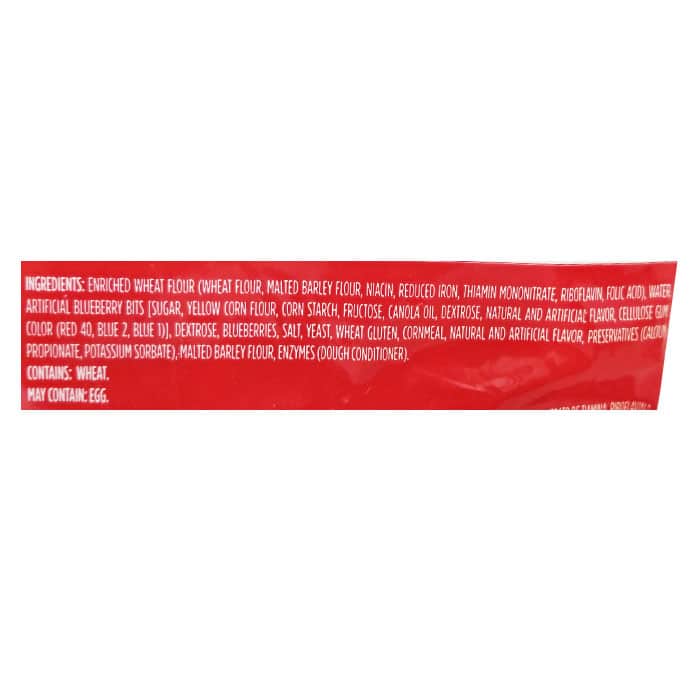 INGREDIENTS: ENRICHED WHEAT FLOUR (WHEAT FLOUR, MALTED BARLEY FLOUR, NIACIN, REDUCED IRON, THIAMIN MONONITRATE, RIBOFLAVIN, FOLIC ACID), WATER
ARTIFICIAL BLUEBERRY BITS [SUGAR, YELLOW CORN FLOUR, CORN STARCH, FRUCTOSE, CANOLA OIL, DEXTROSE, NATURAL AND ARTIFICIAL FLAVOR, CELLULOSE GUM
COLOR (RED 40, BLUE 2, BLUE 1)], DEXTROSE, BLUEBERRIES, SALT, YEAST, WHEAT GLUTEN, CORNMEAL, NATURAL AND ARTIFICIAL FLAVOR, PRESERVATIVES (CALCIUM
PROPIONATE, POTASSIUM SORBATE), MALTED BARLEY FLOUR, ENZYMES (DOUGH CONDITIONER).
CONTAINS: WHEAT.
MAY CONTAIN: EGG.